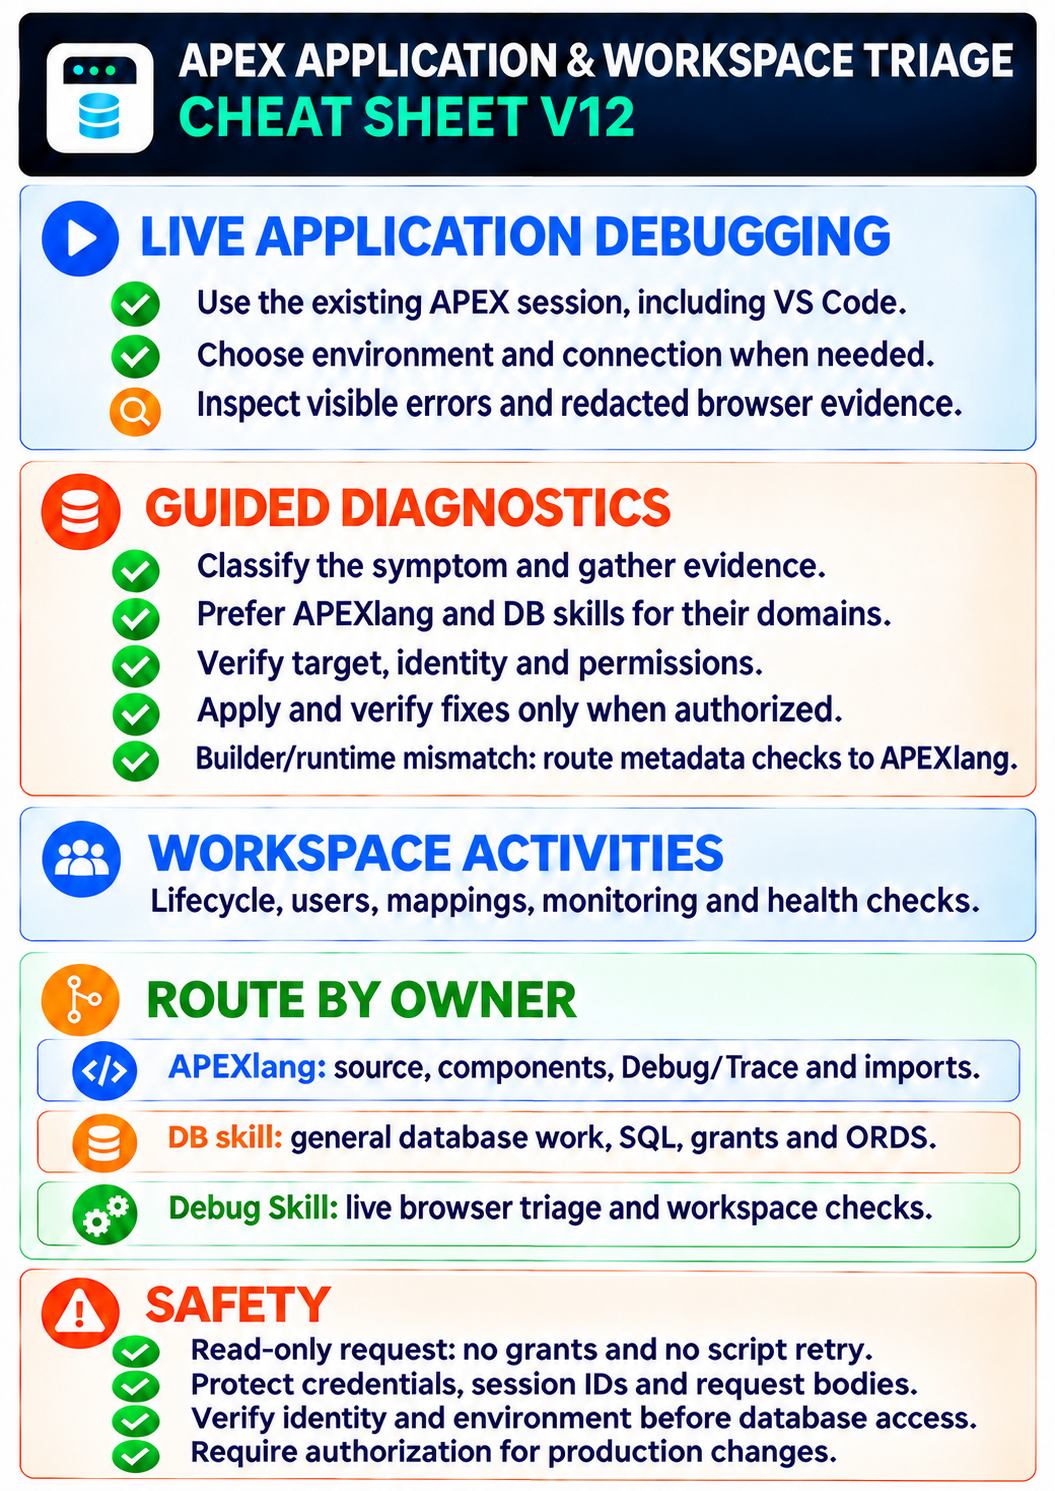 APEX APPLICATION & WORKSPACE TRIAGE
CHEAT SHEET V12
LIVE APPLICATION DEBUGGING
Use the existing APEX session, including VS Code.
Choose environment and connection when needed.
Inspect visible errors and redacted browser evidence.
GUIDED DIAGNOSTICS
Classify the symptom and gather evidence.
Prefer APEXlang and DB skills for their domains.
Verify target, identity and permissions.
Apply and verify fixes only when authorized.
Builder/runtime mismatch: route metadata checks to APEXlang.
WORKSPACE ACTIVITIES
Lifecycle, users, mappings, monitoring and health checks.
ROUTE BY OWNER
APEXlang: source, components, Debug/Trace and imports.
DB skill: general database work, SQL, grants and ORDS.
Debug Skill: live browser triage and workspace checks.
SAFETY
Read-only request: no grants and no script retry.
Protect credentials, session IDs and request bodies.
Verify identity and environment before database access.
Require authorization for production changes.